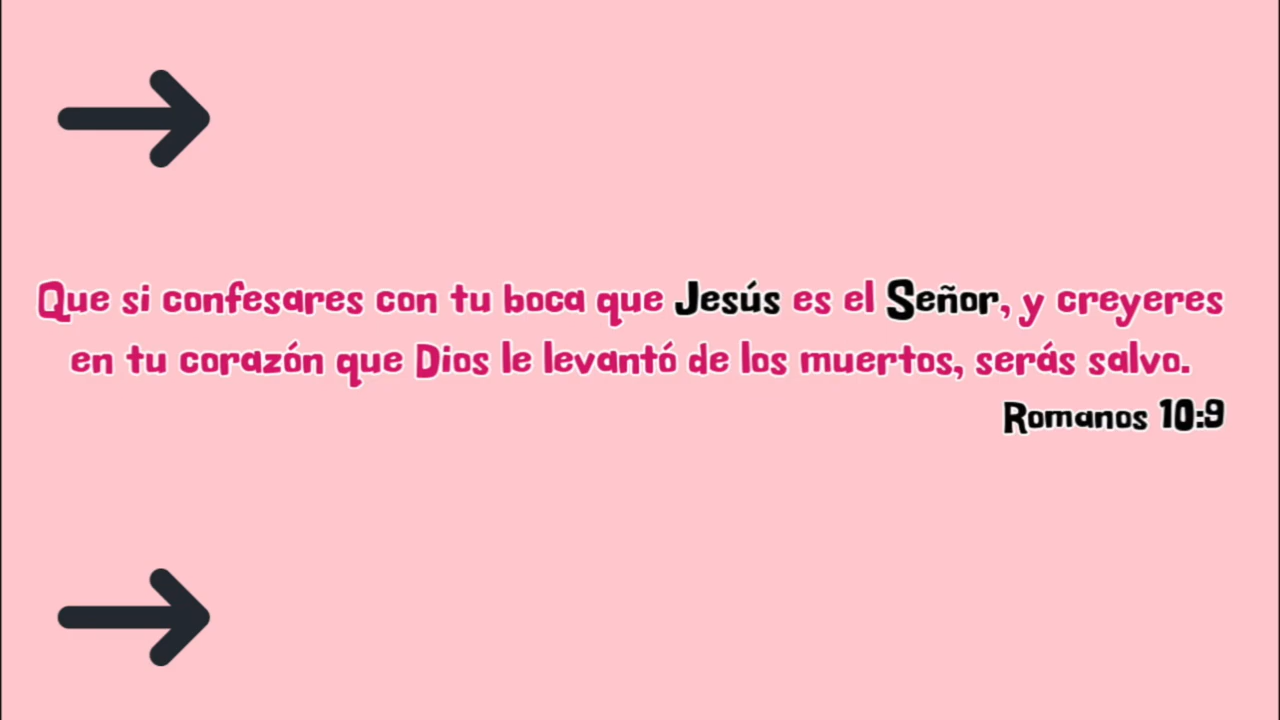 Que si confesares con tu boca que Jesús es el Señor, y creyeres
en tu corazón que Dios le levantó de los muertos, serás salvo.
Romanos 10:9